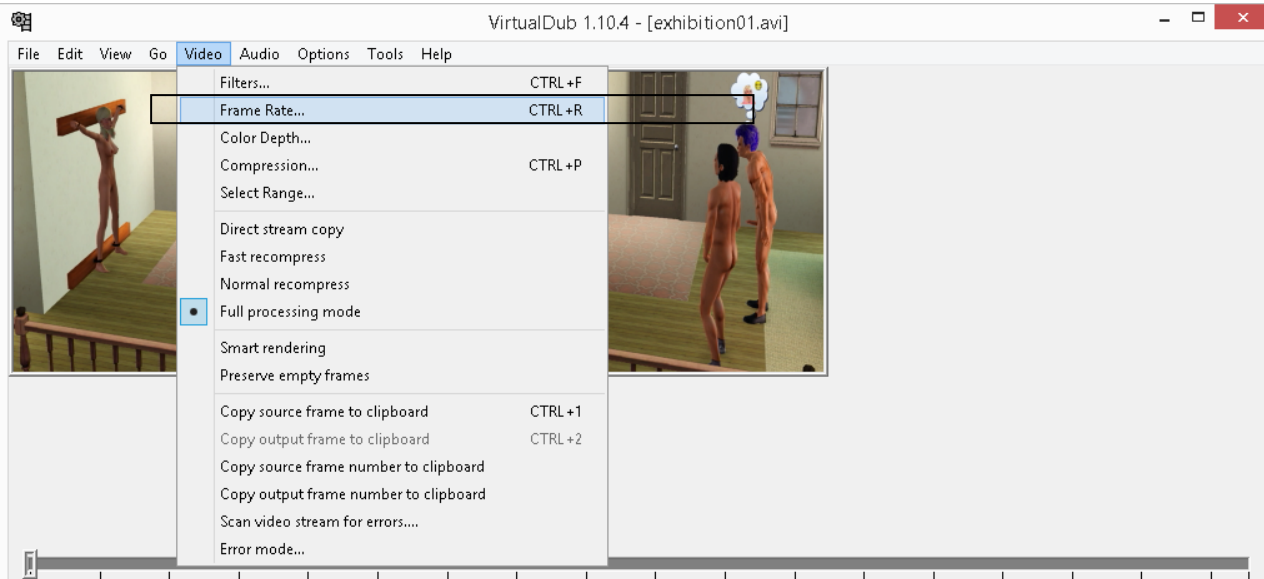 VirtualDub 1.10.4 - [exhibition01.avi]
File Edit View Go Video Audio Options Tools Help
Filters... CTRL+F
Frame Rate... CTRL+R
Color Depth...
Compression... CTRL+P
Select Range...
Direct stream copy
Fast recompress
Normal recompress
Full processing mode
Smart rendering
Preserve empty frames
Copy source frame to clipboard CTRL+1
Copy output frame to clipboard CTRL+2
Copy source frame number to clipboard
Copy output frame number to clipboard
Scan video stream for errors....
Error mode...